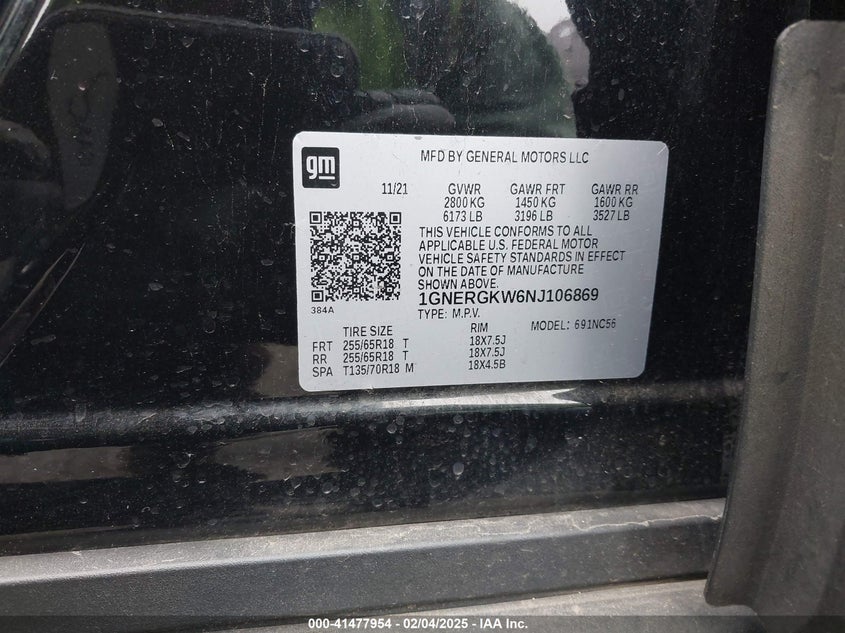 gm
MFD BY GENERAL MOTORS LLC
11/21 GVWR GAWR FRT GAWR RR
2800 KG 1450 KG 1600 KG
6173 LB 3196 LB 3527 LB
THIS VEHICLE CONFORMS TO ALL
APPLICABLE U.S. FEDERAL MOTOR
VEHICLE SAFETY STANDARDS IN EFFECT
ON THE DATE OF MANUFACTURE
SHOWN ABOVE.
1GNERGKW6NJ106869
384A
TYPE: M.P.V. MODEL: 691NC56
TIRE SIZE RIM
FRT 255/65R18 T 18X7.5J
RR 255/65R18 T 18X7.5J
SPA T135/70R18 M 18X4.5B
000-41477954 - 02/04/2025 - IAA Inc.